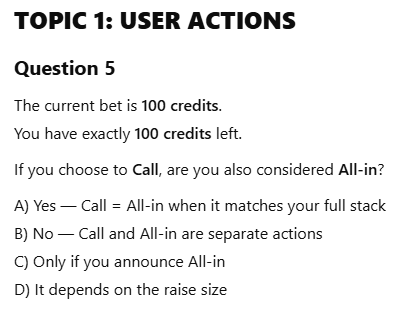 TOPIC 1: USER ACTIONS
Question 5
The current bet is 100 credits.
You have exactly 100 credits left.
If you choose to Call, are you also considered All-in?
A) Yes — Call = All-in when it matches your full stack
B) No — Call and All-in are separate actions
C) Only if you announce All-in
D) It depends on the raise size